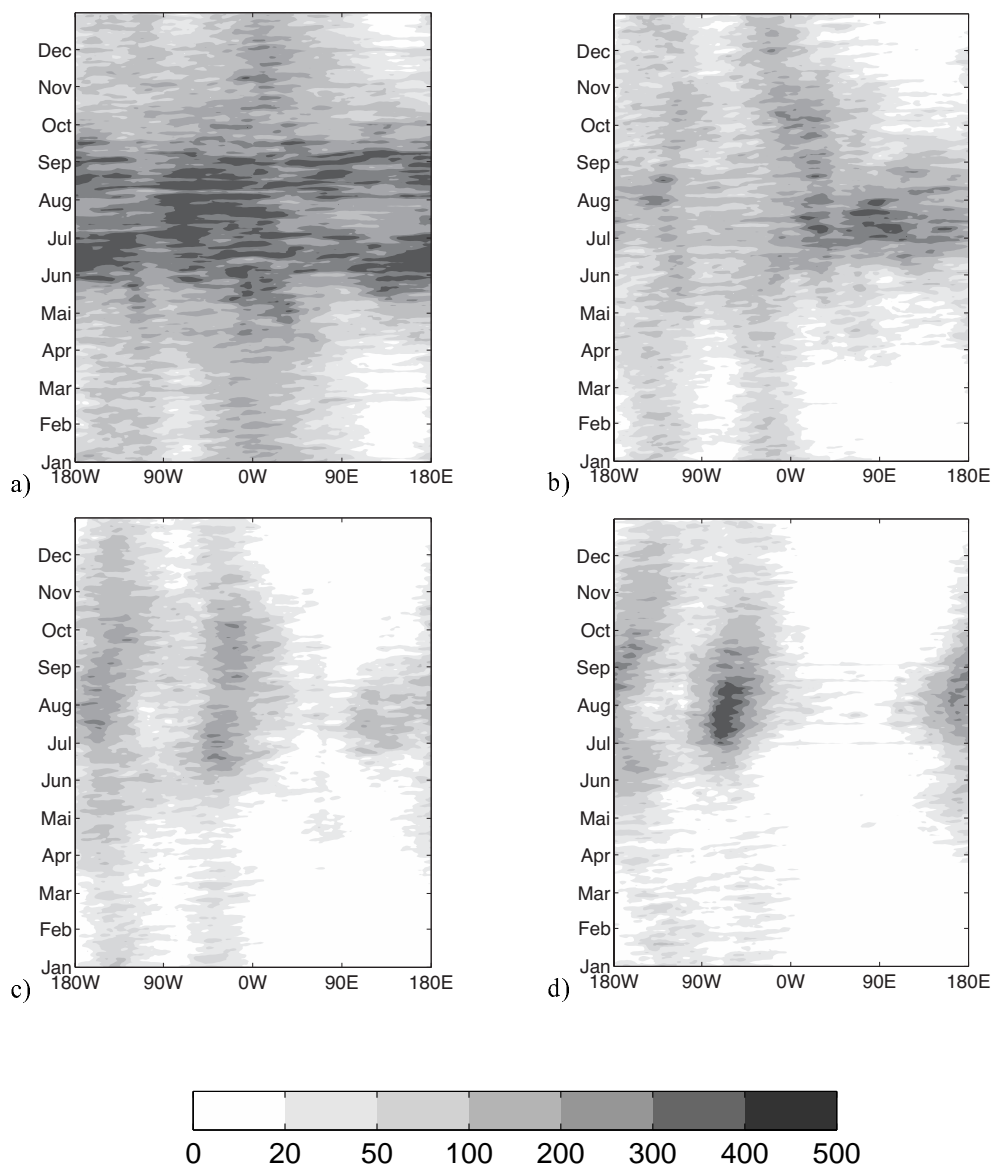 Dec
Nov
Oct
Sep
Aug
Jul
Jun
Mai
Apr
Mar
Feb
Jan
180W 90W 0W 90E 180E
a)
Dec
Nov
Oct
Sep
Aug
Jul
Jun
Mai
Apr
Mar
Feb
Jan
180W 90W 0W 90E 180E
b)
Dec
Nov
Oct
Sep
Aug
Jul
Jun
Mai
Apr
Mar
Feb
Jan
180W 90W 0W 90E 180E
c)
Dec
Nov
Oct
Sep
Aug
Jul
Jun
Mai
Apr
Mar
Feb
Jan
180W 90W 0W 90E 180E
d)
0 20 50 100 200 300 400 500